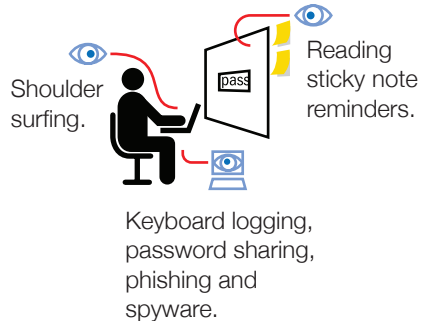 Shoulder
surfing.
pass
Reading
sticky note
reminders.
Keyboard logging,
password sharing,
phishing and
spyware.